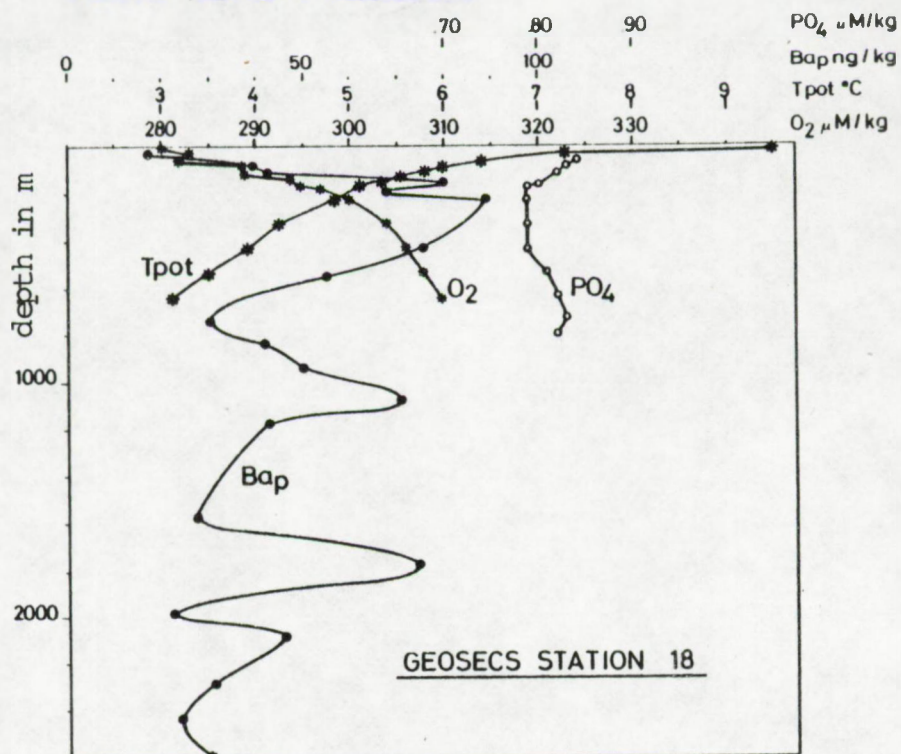 .70 80 .90 PO4 µM/kg
0 50 100 Bap ng/kg
3 4 5 6 7 8 9 Tpot °C
280 290 300 310 320 330 O2 µM/kg
depth in m
Tpot
O2
PO4
1000
Bap
2000
GEOSECS STATION 18